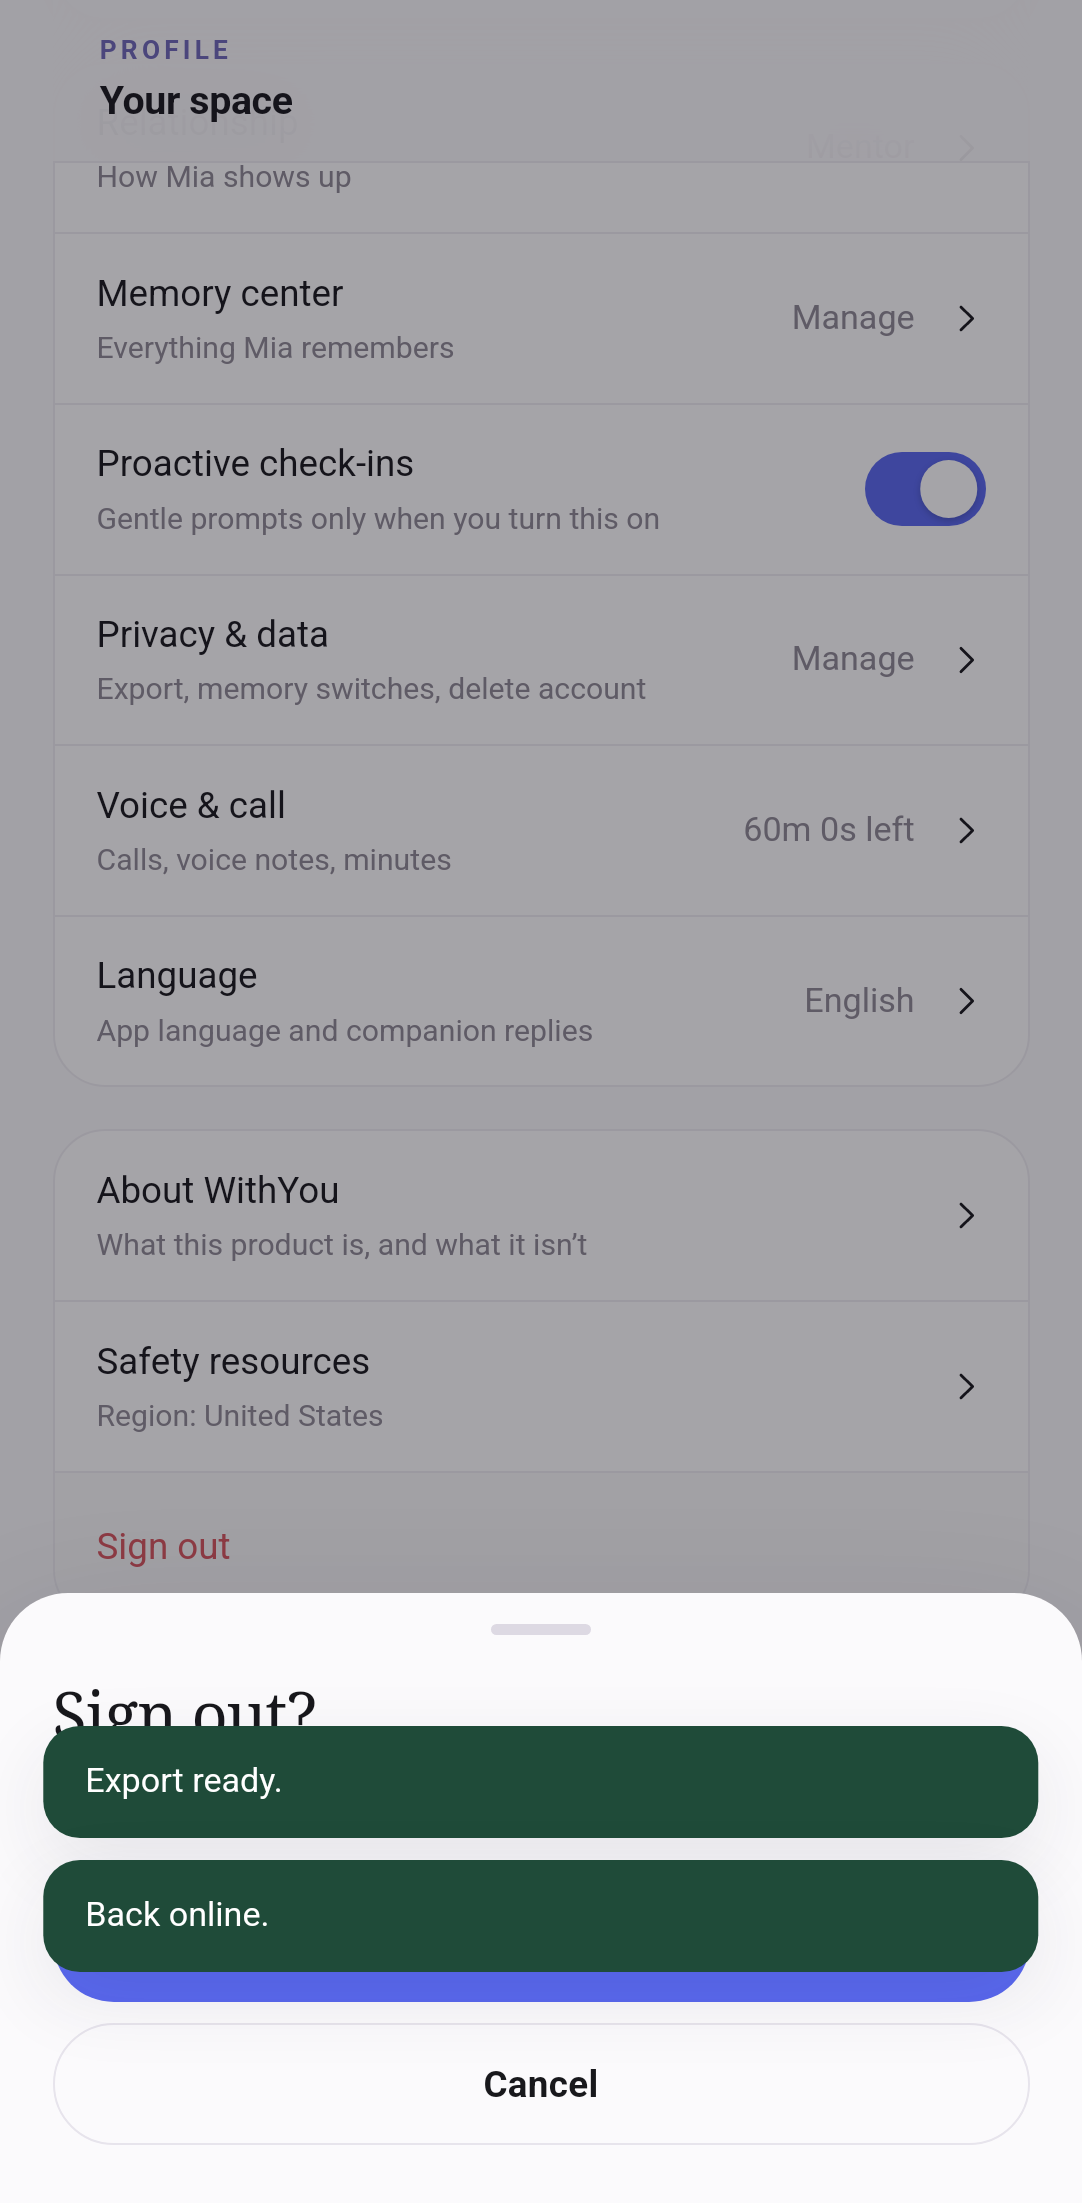 PROFILE
Your space
Relationship
Mentor
How Mia shows up
Memory center
Manage
Everything Mia remembers
Proactive check-ins
Gentle prompts only when you turn this on
Privacy & data
Manage
Export, memory switches, delete account
Voice & call
60m 0s left
Calls, voice notes, minutes
Language
English
App language and companion replies
About WithYou
What this product is, and what it isn’t
Safety resources
Region: United States
Sign out
Sign out?
Export ready.
Back online.
Cancel